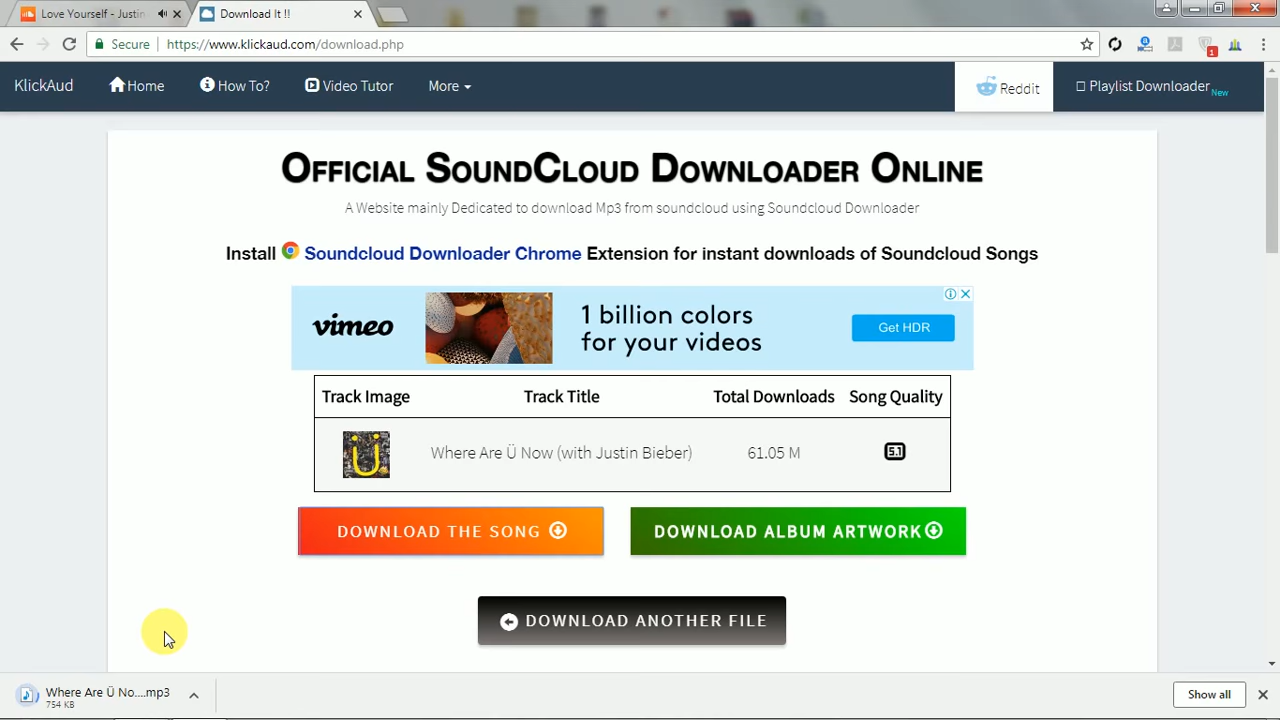 Love Yourself - Justin
Download It !!
Secure https://www.klickaud.com/download.php
1
KlickAud Home How To? Video Tutor More Reddit Playlist Downloader New
Official SoundCloud Downloader Online
A Website mainly Dedicated to download Mp3 from soundcloud using Soundcloud Downloader
Install Soundcloud Downloader Chrome Extension for instant downloads of Soundcloud Songs
vimeo
1 billion colors
for your videos
Get HDR
Track Image Track Title Total Downloads Song Quality
Ü Where Are Ü Now (with Justin Bieber) 61.05 M 5.1
DOWNLOAD THE SONG DOWNLOAD ALBUM ARTWORK
DOWNLOAD ANOTHER FILE
Where Are Ü No....mp3
754 KB
Show all